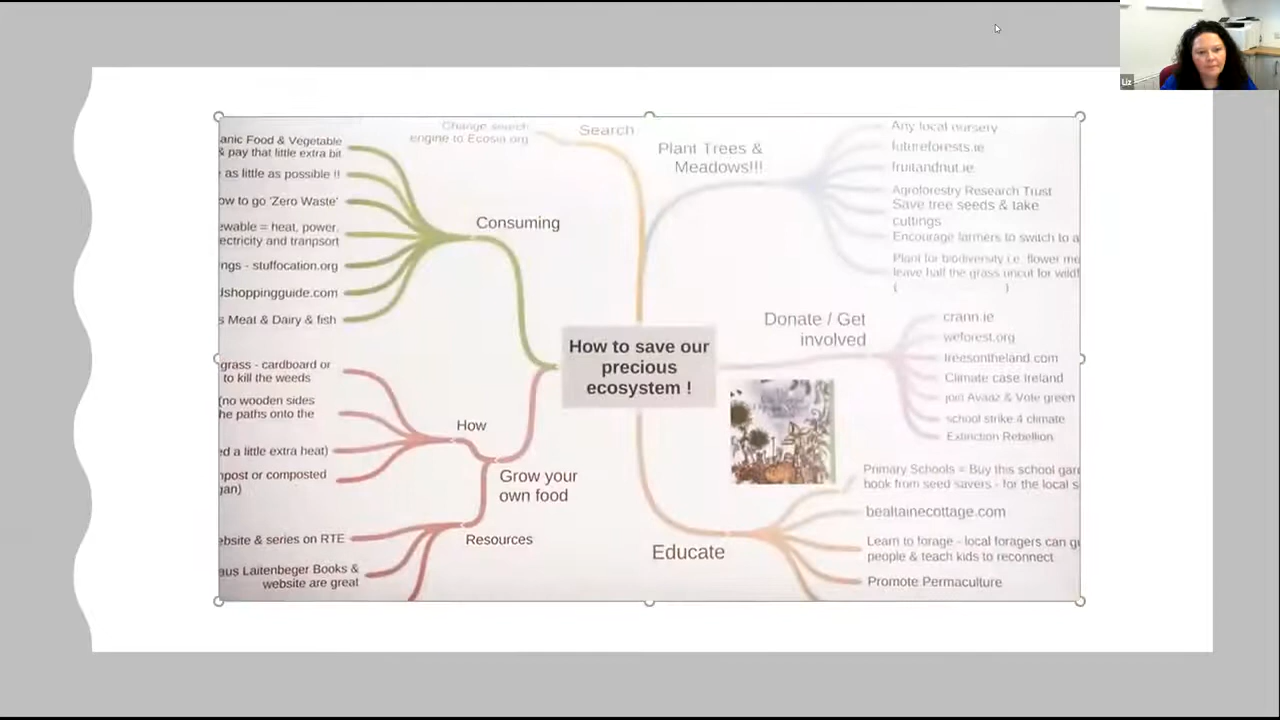 Liz
Change search
engine to Ecosia.org
Search
anic Food & Vegetable
& pay that little extra bit
as little as possible !!
ow to go 'Zero Waste'
ewable = heat, power,
ectricity and tranpsort
ngs - stuffocation.org
lshoppingguide.com
s Meat & Dairy & fish
Consuming
grass - cardboard or
to kill the weeds
(no wooden sides
he paths onto the
ed a little extra heat)
npost or composted
gan)
How
Grow your
own food
ebsite & series on RTE
aus Laitenbeger Books &
website are great
Resources
How to save our
precious
ecosystem !
Plant Trees &
Meadows!!!
Any local nursery
futureforests.ie
fruitandnut.ie
Agroforestry Research Trust
Save tree seeds & take
cuttings
Encourage farmers to switch to a
Plant for biodiversity i.e. flower me
leave half the grass uncut for wildf
( )
Donate / Get
involved
crann.ie
weforest.org
treesontheland.com
Climate case Ireland
join Avaaz & Vote green
school strike 4 climate
Extinction Rebellion
Educate
Primary Schools = Buy this school gar
book from seed savers - for the local s
bealtainecottage.com
Learn to forage - local foragers can gu
people & teach kids to reconnect
Promote Permaculture